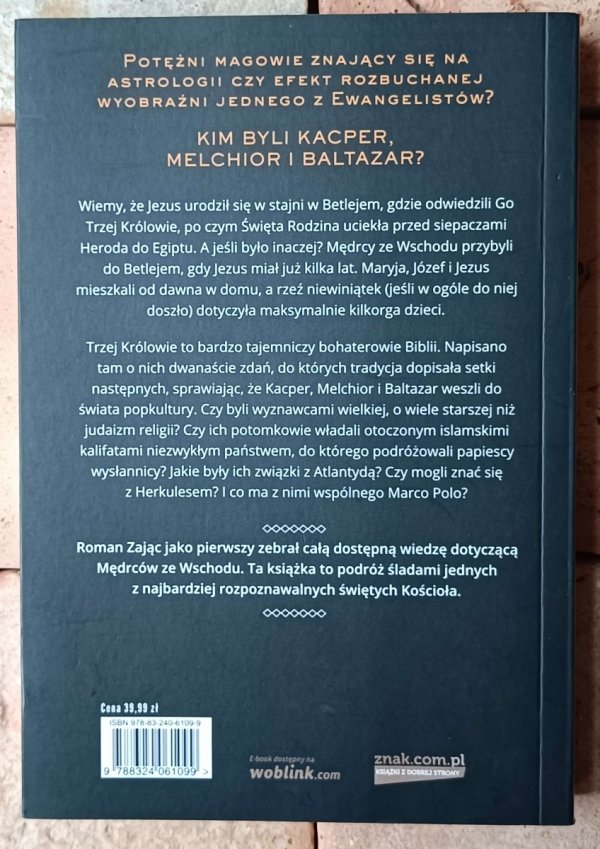 POTĘŻNI MAGOWIE ZNAJĄCY SIĘ NA
ASTROLOGII CZY EFEKT ROZBUCHANEJ
WYOBRAŹNI JEDNEGO Z EWANGELISTÓW?
KIM BYLI KACPER,
MELCHIOR I BALTAZAR?
Wiemy, że Jezus urodził się w stajni w Betlejem, gdzie odwiedzili Go
Trzej Królowie, po czym Święta Rodzina uciekła przed siepaczami
Heroda do Egiptu. A jeśli było inaczej? Mędrcy ze Wschodu przybyli
do Betlejem, gdy Jezus miał już kilka lat. Maryja, Józef i Jezus
mieszkali od dawna w domu, a rzeź niewiniątek (jeśli w ogóle do niej
doszło) dotyczyła maksymalnie kilkorga dzieci.
Trzej Królowie to bardzo tajemniczy bohaterowie Biblii. Napisano
tam o nich dwanaście zdań, do których tradycja dopisała setki
następnych, sprawiając, że Kacper, Melchior i Baltazar weszli do
świata popkultury. Czy byli wyznawcami wielkiej, o wiele starszej niż
judaizm religii? Czy ich potomkowie władali otoczonym islamskimi
kalifatami niezwykłym państwem, do którego podróżowali papiescy
wysłannicy? Jakie były ich związki z Atlantydą? Czy mogli znać się
z Herkulesem? I co ma z nimi wspólnego Marco Polo?
Roman Zając jako pierwszy zebrał całą dostępną wiedzę dotyczącą
Mędrców ze Wschodu. Ta książka to podróż śladami jednych
z najbardziej rozpoznawalnych świętych Kościoła.
Cena 39,99 zł
ISBN 978-83-240-6109-9
9 788324 061099 >
E-book dostępny na
woblink.com
znak.com.pl
KSIĄŻKI Z DOBREJ STRONY